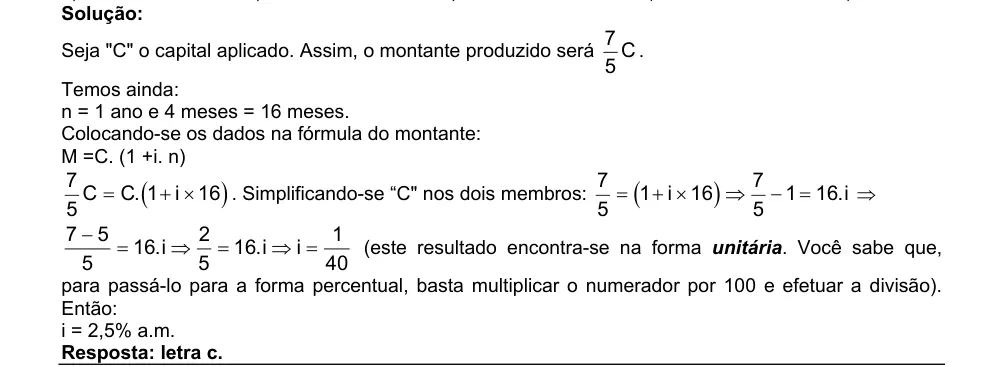 Solução:
Seja "C" o capital aplicado. Assim, o montante produzido será 7/5 C.
Temos ainda:
n = 1 ano e 4 meses = 16 meses.
Colocando-se os dados na fórmula do montante:
M =C. (1 +i. n)
7/5 C = C.(1+ i × 16). Simplificando-se “C" nos dois membros: 7/5 = (1+ i × 16) ⇒ 7/5 − 1 = 16.i ⇒
7 − 5/5 = 16.i ⇒ 2/5 = 16.i ⇒ i = 1/40 (este resultado encontra-se na forma unitária. Você sabe que,
para passá-lo para a forma percentual, basta multiplicar o numerador por 100 e efetuar a divisão).
Então:
i = 2,5% a.m.
Resposta: letra c.